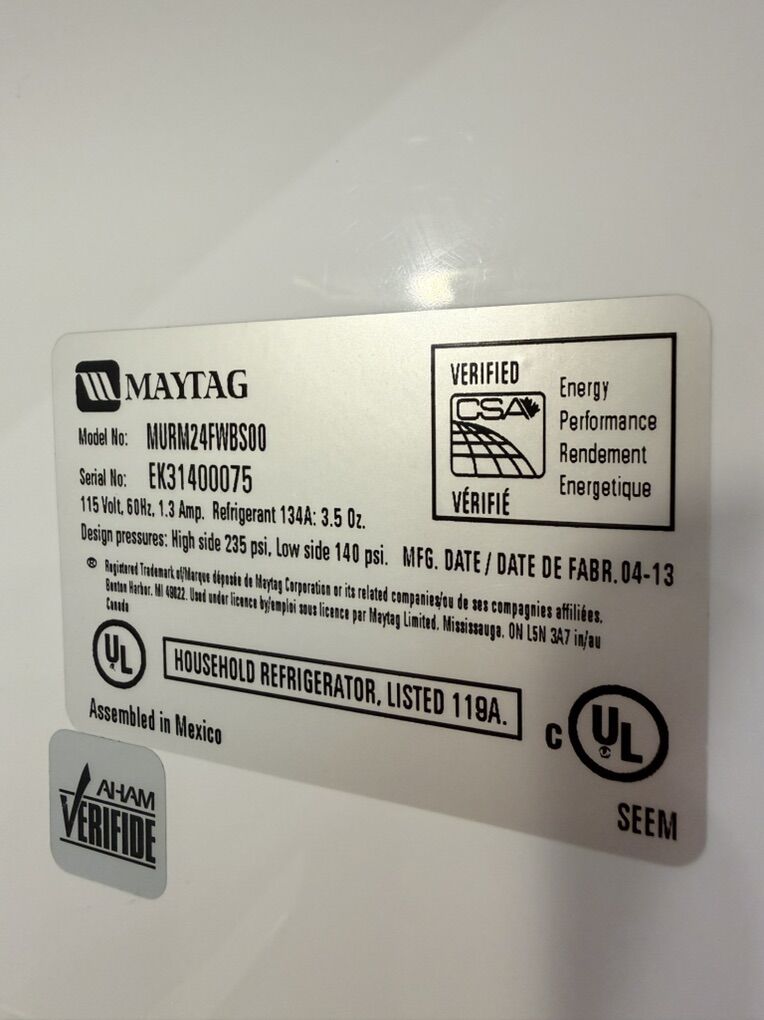 MAYTAG
Model No: MURM24FWBS00
Serial No: EK31400075
115 Volt, 60Hz, 1.3 Amp. Refrigerant 134A: 3.5 Oz.
Design pressures: High side 235 psi, Low side 140 psi. MFG. DATE / DATE DE FABR. 04-13
® Registered Trademark of/Marque déposée de Maytag Corporation or its related companies/ou de ses compagnies affiliées.
Benton Harbor. MI 49022. Used under licence by/emploi sous licence par Maytag Limited. Mississauga. ON L5N 3A7 in/au
Canada
VERIFIED
CSA
VÉRIFIÉ
Energy
Performance
Rendement
Energetique
UL
HOUSEHOLD REFRIGERATOR, LISTED 119A.
C UL
Assembled in Mexico
SEEM
AHAM
VERIFIDE